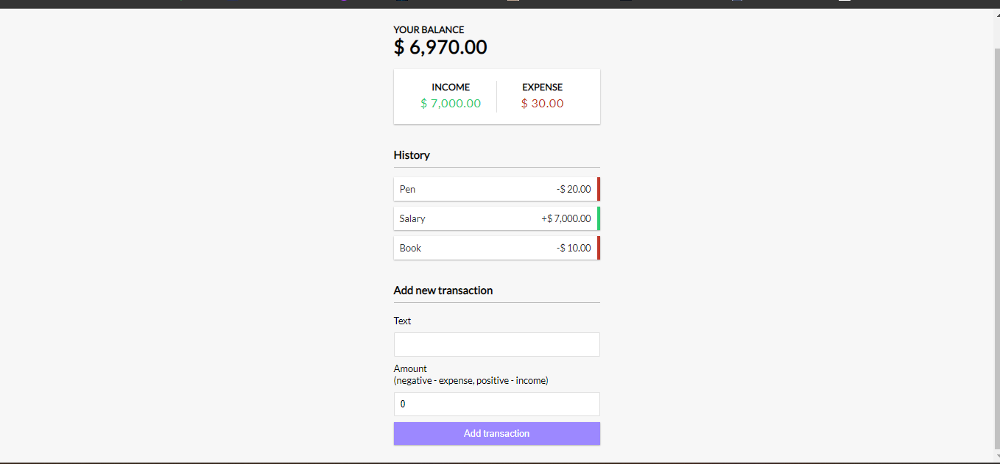 YOUR BALANCE
$ 6,970.00
INCOME
$ 7,000.00
EXPENSE
$ 30.00
History
Pen -$ 20.00
Salary +$ 7,000.00
Book -$ 10.00
Add new transaction
Text
Amount
(negative - expense, positive - income)
0
Add transaction